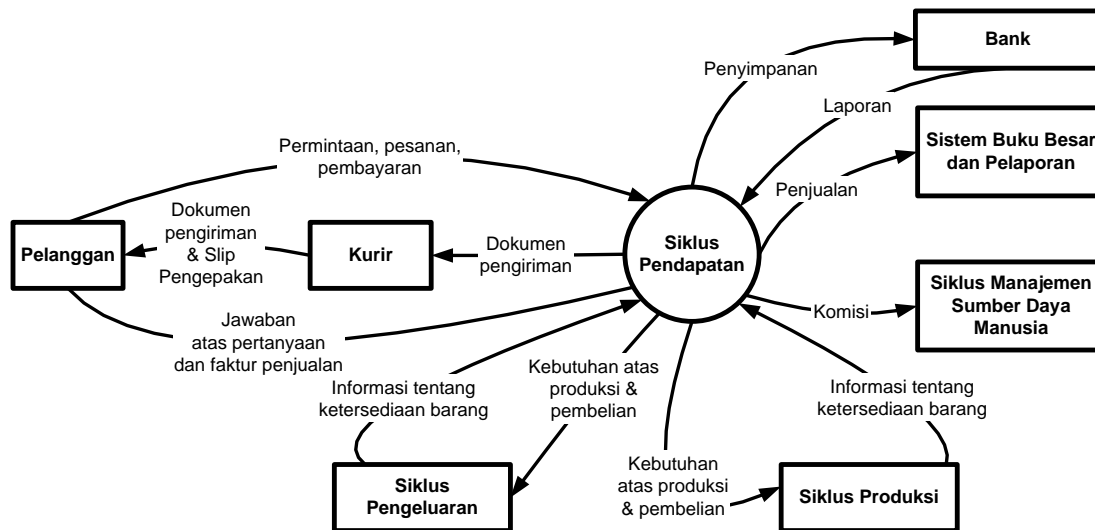 Bank
Penyimpanan
Laporan
Sistem Buku Besar
dan Pelaporan
Permintaan, pesanan,
pembayaran
Penjualan
Dokumen
pengiriman
& Slip
Pengepakan
Pelanggan
Kurir
Dokumen
pengiriman
Siklus
Pendapatan
Siklus Manajemen
Sumber Daya
Manusia
Komisi
Jawaban
atas pertanyaan
dan faktur penjualan
Informasi tentang
ketersediaan barang
Kebutuhan atas
produksi &
pembelian
Informasi tentang
ketersediaan barang
Kebutuhan
atas produksi
& pembelian
Siklus
Pengeluaran
Siklus Produksi